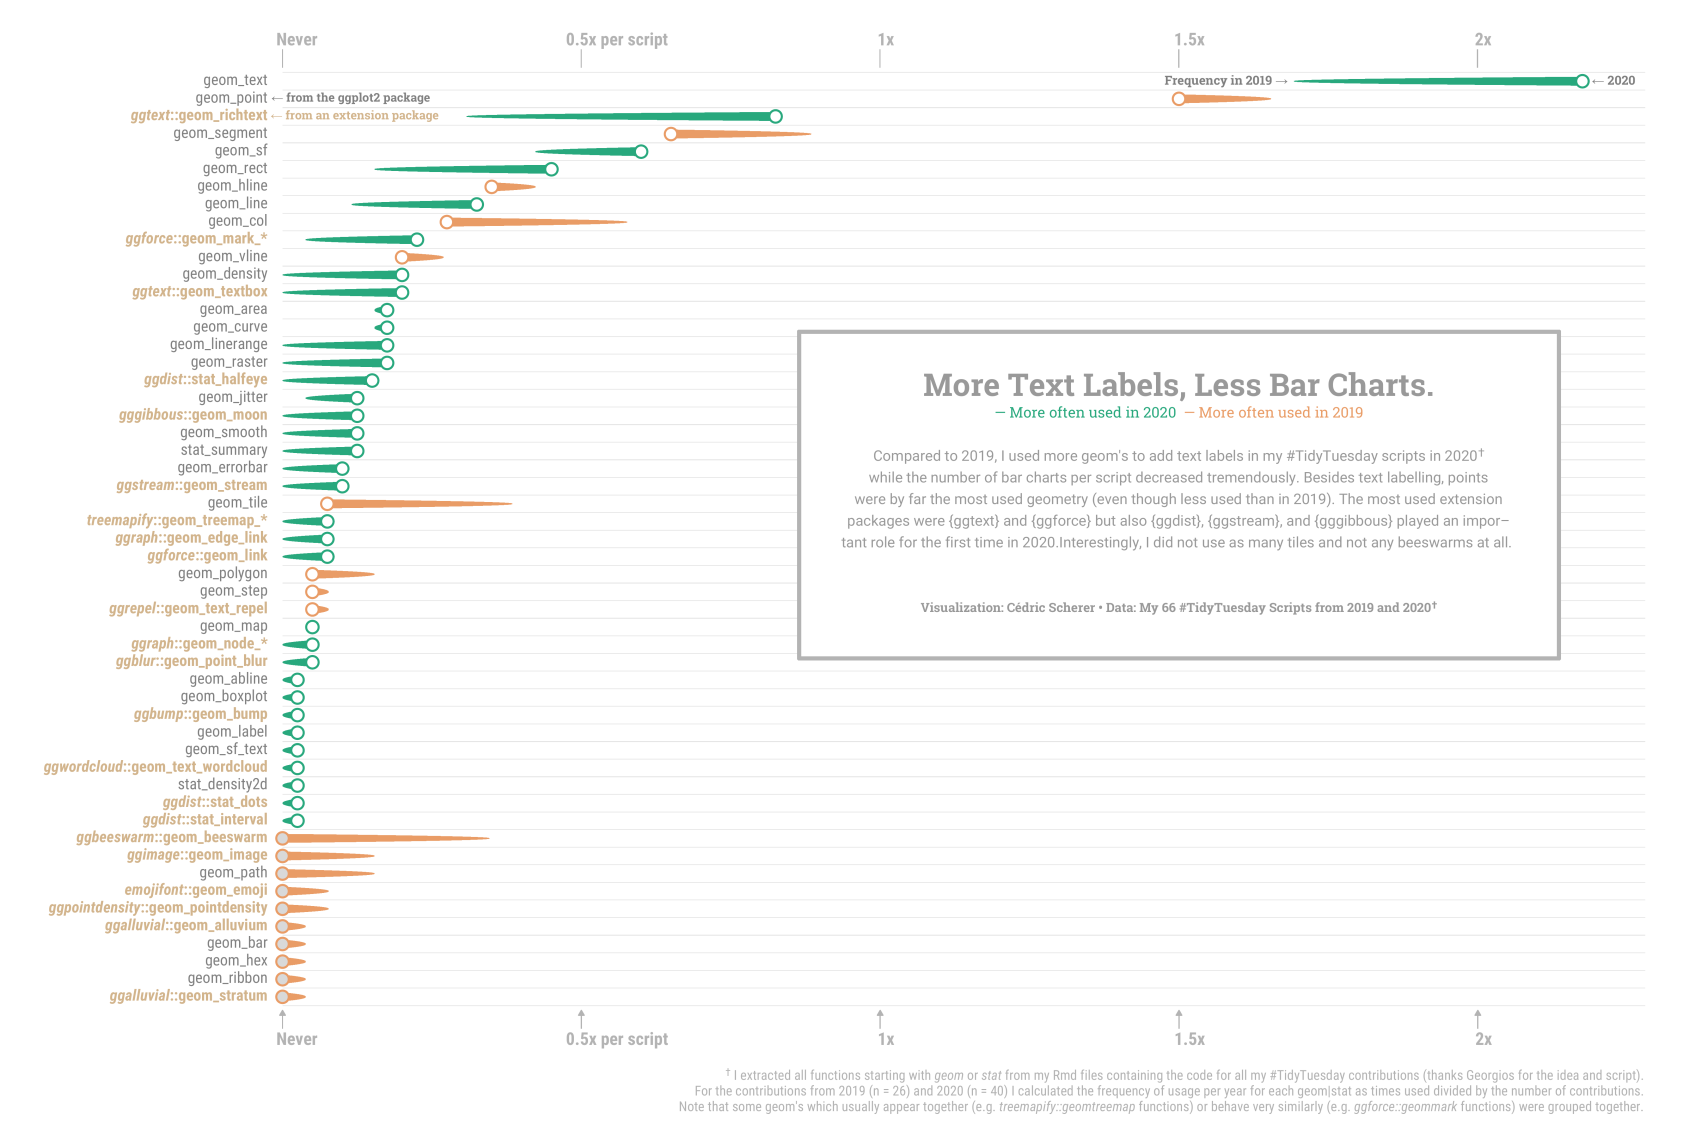 Never 0.5x per script 1x 1.5x 2x
geom_text Frequency in 2019 → ← 2020
geom_point ← from the ggplot2 package
ggtext::geom_richtext ← from an extension package
geom_segment
geom_sf
geom_rect
geom_hline
geom_line
geom_col
ggforce::geom_mark_*
geom_vline
geom_density
ggtext::geom_textbox
geom_area
geom_curve
geom_linerange
geom_raster
ggdist::stat_halfeye
geom_jitter
gggibbous::geom_moon
geom_smooth
stat_summary
geom_errorbar
ggstream::geom_stream
geom_tile
treemapify::geom_treemap_*
ggraph::geom_edge_link
ggforce::geom_link
geom_polygon
geom_step
ggrepel::geom_text_repel
geom_map
ggraph::geom_node_*
ggblur::geom_point_blur
geom_abline
geom_boxplot
ggbump::geom_bump
geom_label
geom_sf_text
ggwordcloud::geom_text_wordcloud
stat_density2d
ggdist::stat_dots
ggdist::stat_interval
ggbeeswarm::geom_beeswarm
ggimage::geom_image
geom_path
emojifont::geom_emoji
ggpointdensity::geom_pointdensity
ggalluvial::geom_alluvium
geom_bar
geom_hex
geom_ribbon
ggalluvial::geom_stratum
More Text Labels, Less Bar Charts.
— More often used in 2020 — More often used in 2019
Compared to 2019, I used more geom's to add text labels in my #TidyTuesday scripts in 2020†
while the number of bar charts per script decreased tremendously. Besides text labelling, points
were by far the most used geometry (even though less used than in 2019). The most used extension
packages were {ggtext} and {ggforce} but also {ggdist}, {ggstream}, and {gggibbous} played an impor–
tant role for the first time in 2020.Interestingly, I did not use as many tiles and not any beeswarms at all.
Visualization: Cédric Scherer • Data: My 66 #TidyTuesday Scripts from 2019 and 2020†
Never 0.5x per script 1x 1.5x 2x
† I extracted all functions starting with geom or stat from my Rmd files containing the code for all my #TidyTuesday contributions (thanks Georgios for the idea and script).
For the contributions from 2019 (n = 26) and 2020 (n = 40) I calculated the frequency of usage per year for each geom|stat as times used divided by the number of contributions.
Note that some geom's which usually appear together (e.g. treemapify::geomtreemap functions) or behave very similarly (e.g. ggforce::geommark functions) were grouped together.